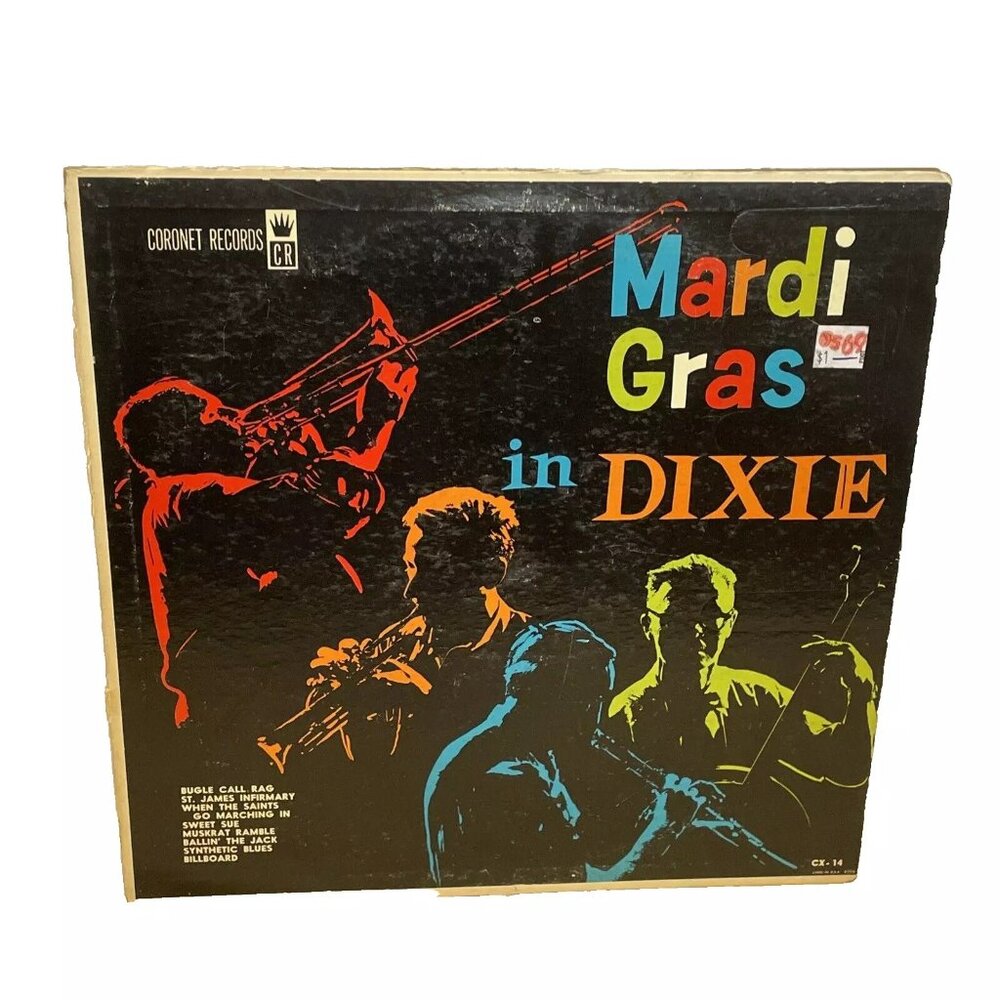 CORONET RECORDS
CR
Mardi
Gras
in DIXIE
$1
BUGLE CALL RAG
ST. JAMES INFIRMARY
WHEN THE SAINTS
GO MARCHING IN
SWEET SUE
MUSKRAT RAMBLE
BALLIN' THE JACK
SYNTHETIC BLUES
BILLBOARD
CX-14